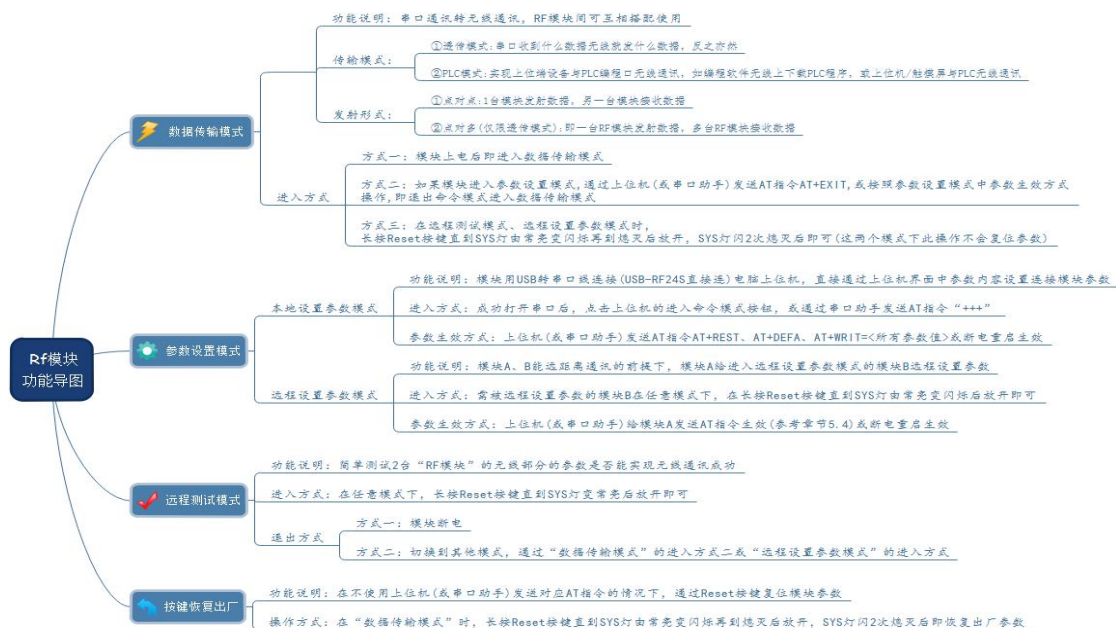 Rf模块
功能导图
数据传输模式
功能说明：串口通讯转无线通讯，RF模块间可互相搭配使用
传输模式：
①透传模式:串口收到什么数据无线就发什么数据，反之亦然
②PLC模式:实现上位端设备与PLC编程口无线通讯，如编程软件无线上下载PLC程序，或上位机/触摸屏与PLC无线通讯
发射形式：
①点对点:1台模块发射数据，另一台模块接收数据
②点对多(仅限透传模式):即一台RF模块发射数据，多台RF模块接收数据
进入方式
方式一：模块上电后即进入数据传输模式
方式二：如果模块进入参数设置模式,通过上位机(或串口助手)发送AT指令AT+EXIT,或按照参数设置模式中参数生效方式
操作,即退出命令模式进入数据传输模式
方式三：在远程测试模式、远程设置参数模式时，
长按Reset按键直到SYS灯由常亮变闪烁再到熄灭后放开，SYS灯闪2次熄灭后即可(这两个模式下此操作不会复位参数)
参数设置模式
本地设置参数模式
功能说明：模块用USB转串口线连接(USB-RF24S直接连)电脑上位机，直接通过上位机界面中参数内容设置连接模块参数
进入方式：成功打开串口后，点击上位机的进入命令模式按钮，或通过串口助手发送AT指令“+++”
参数生效方式：上位机(或串口助手)发送AT指令AT+REST、AT+DEFA、AT+WRIT=<所有参数值>或断电重启生效
远程设置参数模式
功能说明：模块A、B能远距离通讯的前提下，模块A给进入远程设置参数模式的模块B远程设置参数
进入方式：需被远程设置参数的模块B在任意模式下，在长按Reset按键直到SYS灯由常亮变闪烁后放开即可
参数生效方式：上位机(或串口助手)给模块A发送AT指令生效(参考章节5.4)或断电重启生效
远程测试模式
功能说明：简单测试2台“RF模块”的无线部分的参数是否能实现无线通讯成功
进入方式：在任意模式下，长按Reset按键直到SYS灯变常亮后放开即可
退出方式
方式一：模块断电
方式二：切换到其他模式，通过“数据传输模式”的进入方式二或“远程设置参数模式”的进入方式
按键恢复出厂
功能说明：在不使用上位机(或串口助手)发送对应AT指令的情况下，通过Reset按键复位模块参数
操作方式：在“数据传输模式”时，长按Reset按键直到SYS灯由常亮变闪烁再到熄灭后放开，SYS灯闪2次熄灭后即恢复出厂参数